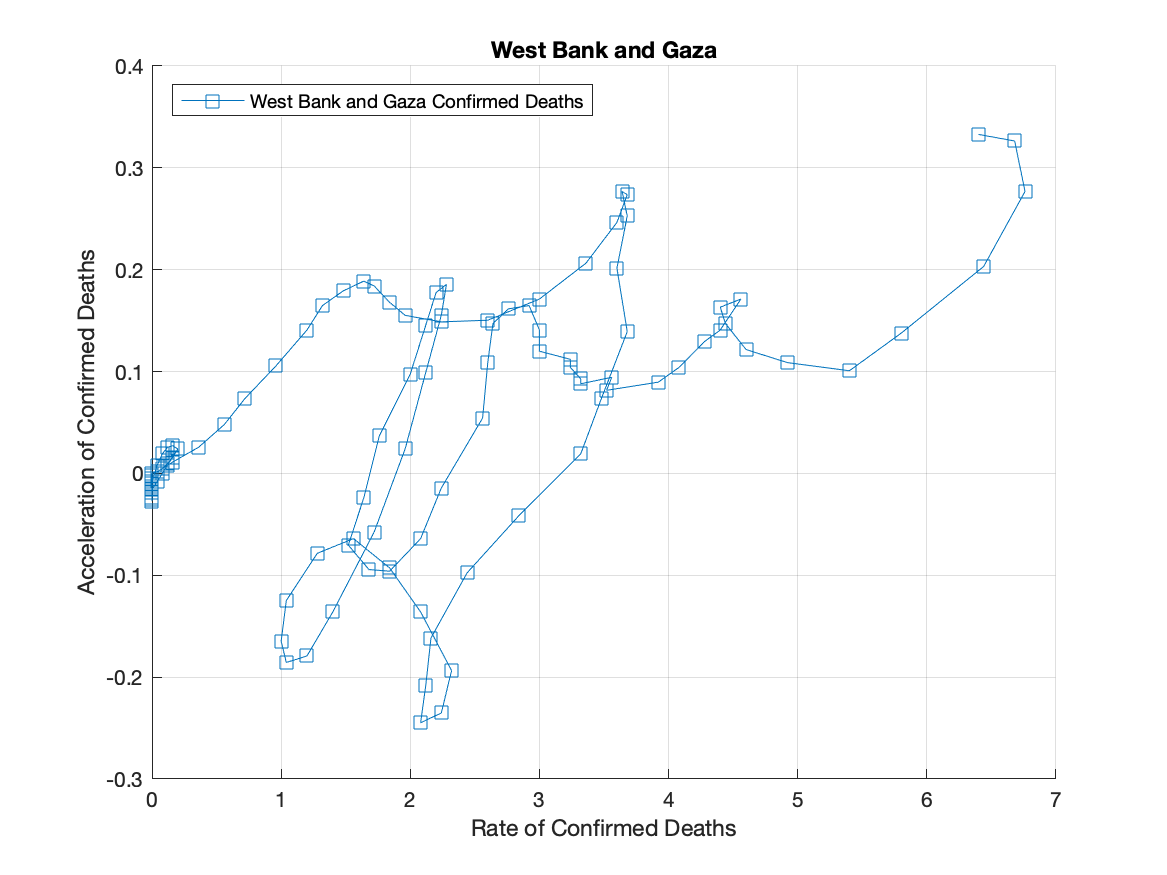 West Bank and Gaza
West Bank and Gaza Confirmed Deaths
0.4
0.3
0.2
0.1
0
-0.1
-0.2
-0.3
Acceleration of Confirmed Deaths
0 1 2 3 4 5 6 7
Rate of Confirmed Deaths